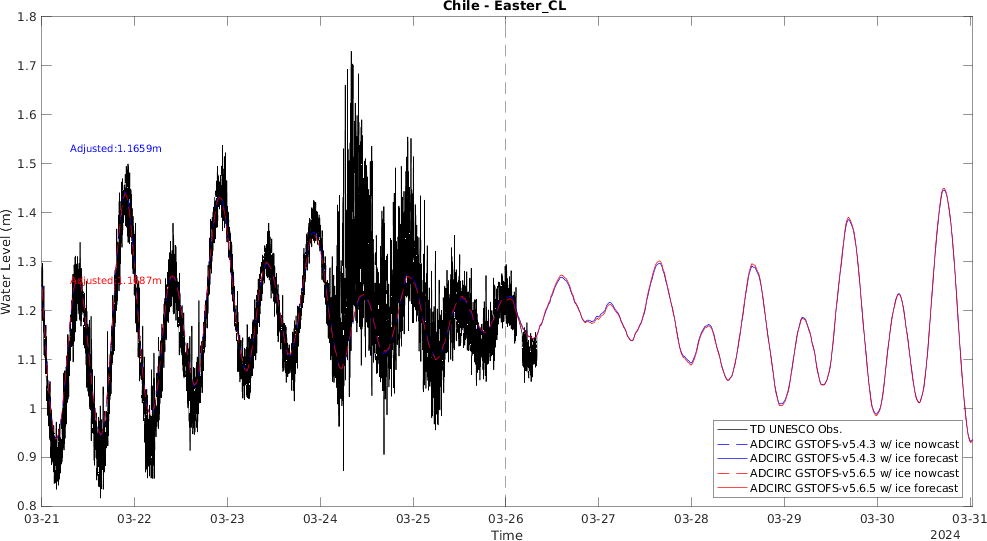 Chile - Easter_CL
1.8
1.7
1.6
1.5
1.4
1.3
1.2
1.1
1
0.9
0.8
Water Level (m)
Adjusted:1.1659m
Adjusted:1.1687m
TD UNESCO Obs.
ADCIRC GSTOFS-v5.4.3 w/ ice nowcast
ADCIRC GSTOFS-v5.4.3 w/ ice forecast
ADCIRC GSTOFS-v5.6.5 w/ ice nowcast
ADCIRC GSTOFS-v5.6.5 w/ ice forecast
03-21 03-22 03-23 03-24 03-25 03-26 03-27 03-28 03-29 03-30 03-31
Time
2024